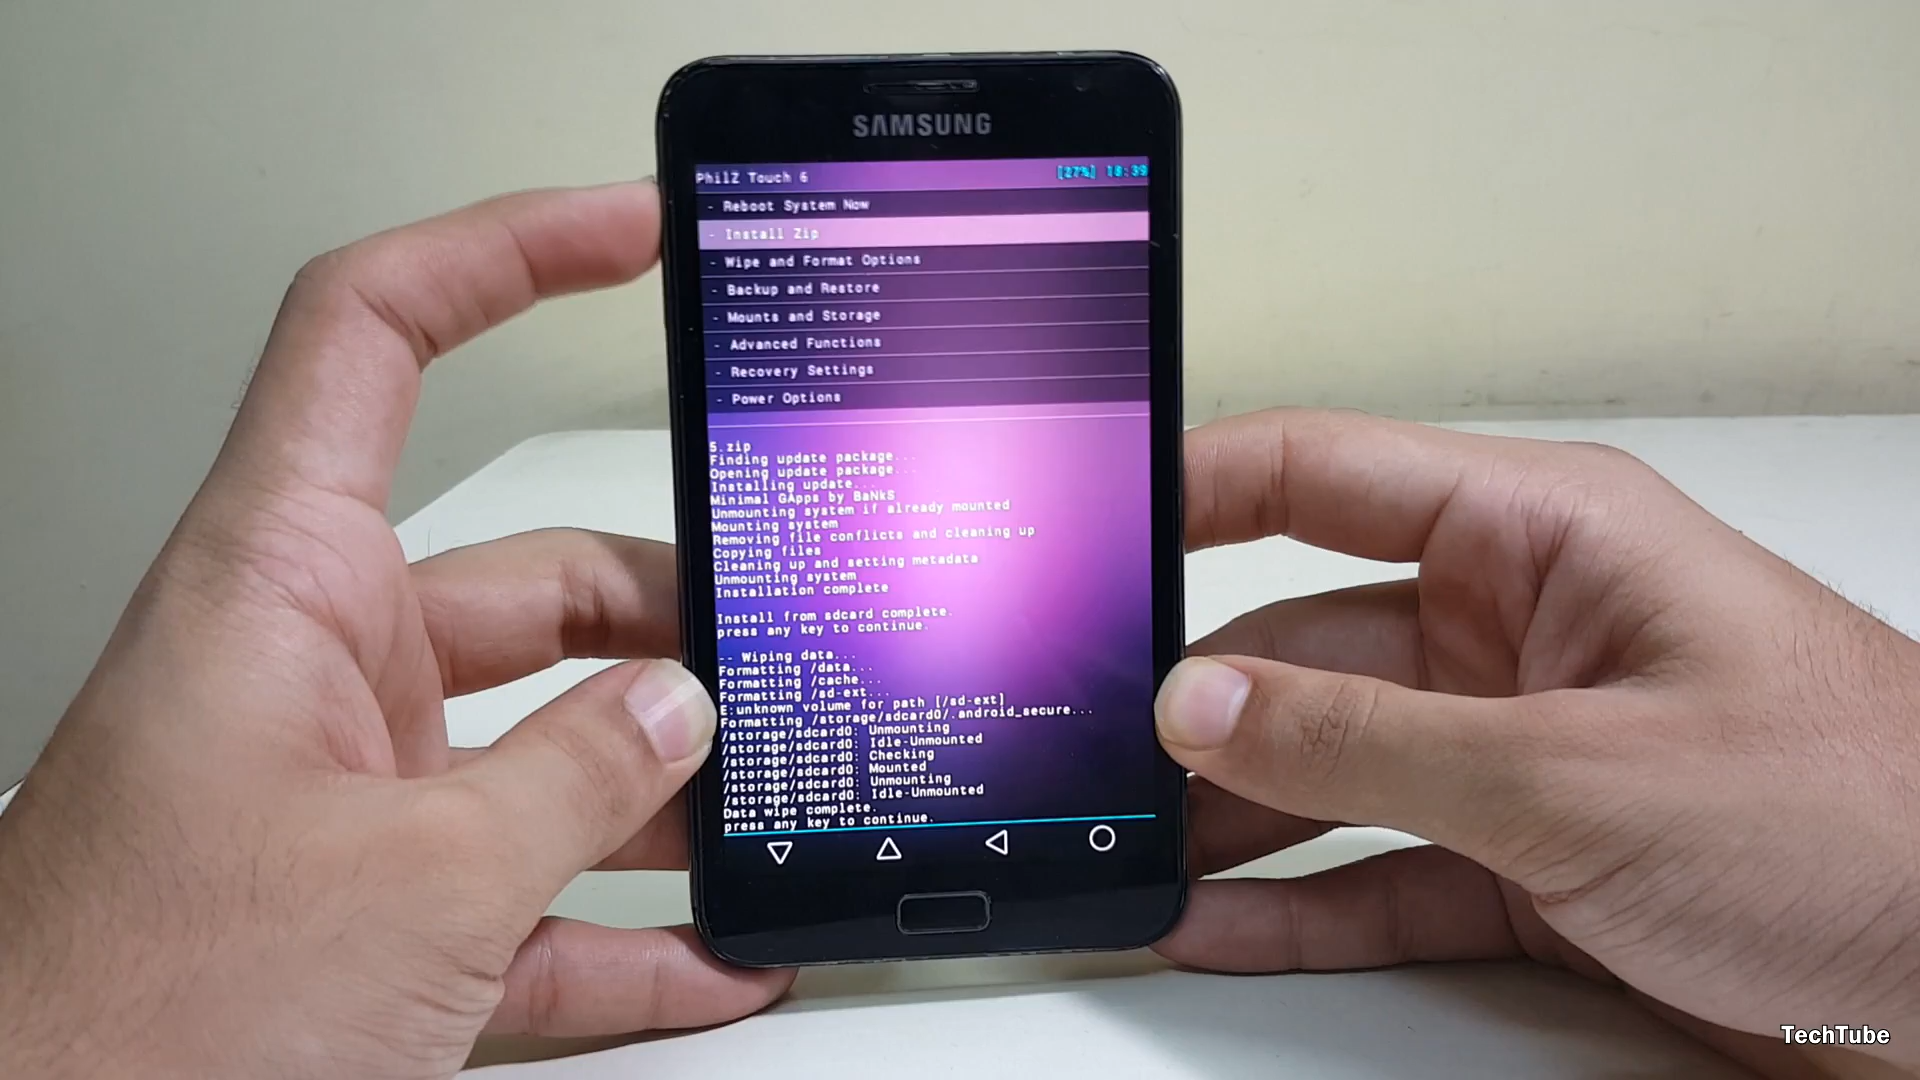 SAMSUNG
PhilZ Touch 6
[27%] 18:39
- Reboot System Now
- Install Zip
- Wipe and Format Options
- Backup and Restore
- Mounts and Storage
- Advanced Functions
- Recovery Settings
- Power Options
5.zip
Finding update package...
Opening update package...
Installing update...
Minimal GApps by BaNkS
Unmounting system if already mounted
Mounting system
Removing file conflicts and cleaning up
Copying files
Cleaning up and setting metadata
Unmounting system
Installation complete
Install from sdcard complete.
press any key to continue.
-- Wiping data...
Formatting /data...
Formatting /cache...
Formatting /sd-ext...
E:unknown volume for path [/sd-ext]
Formatting /storage/sdcard0/.android_secure...
/storage/sdcard0: Unmounting
/storage/sdcard0: Idle-Unmounted
/storage/sdcard0: Checking
/storage/sdcard0: Mounted
/storage/sdcard0: Unmounting
/storage/sdcard0: Idle-Unmounted
Data wipe complete.
press any key to continue.
TechTube